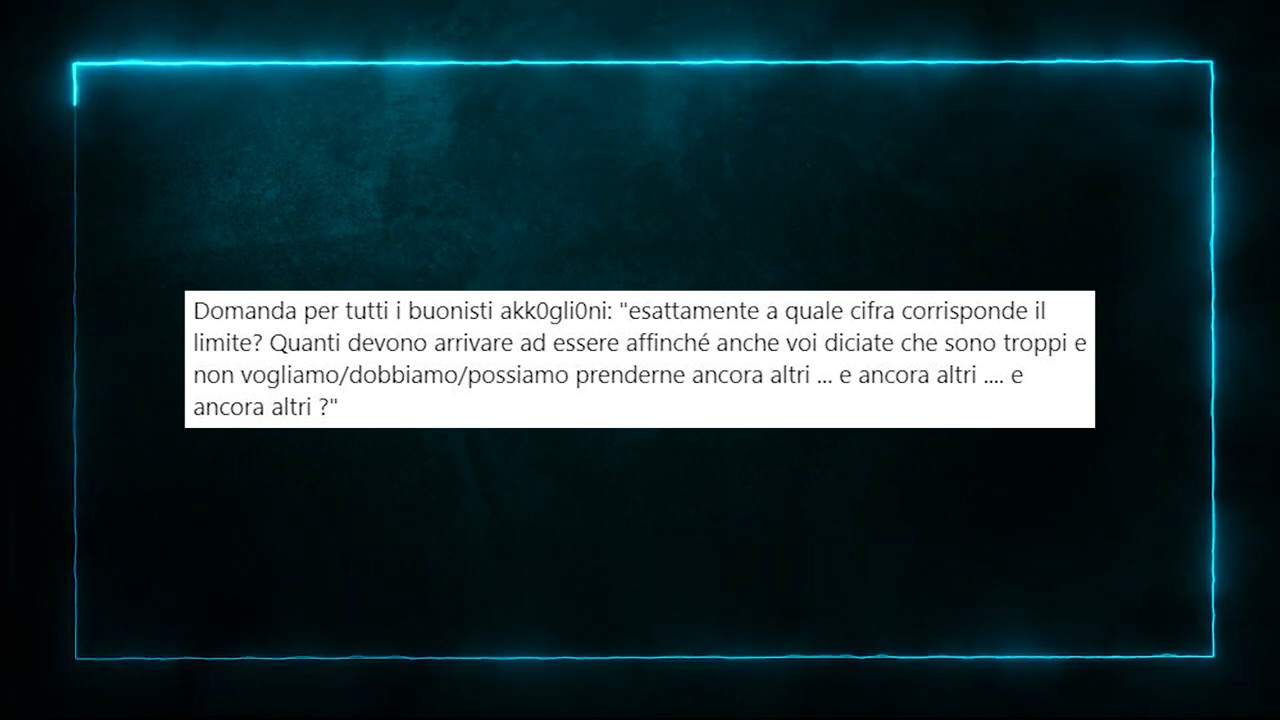 Domanda per tutti i buonisti akk0gli0ni: "esattamente a quale cifra corrisponde il
limite? Quanti devono arrivare ad essere affinché anche voi diciate che sono troppi e
non vogliamo/dobbiamo/possiamo prenderne ancora altri ... e ancora altri .... e
ancora altri ?"